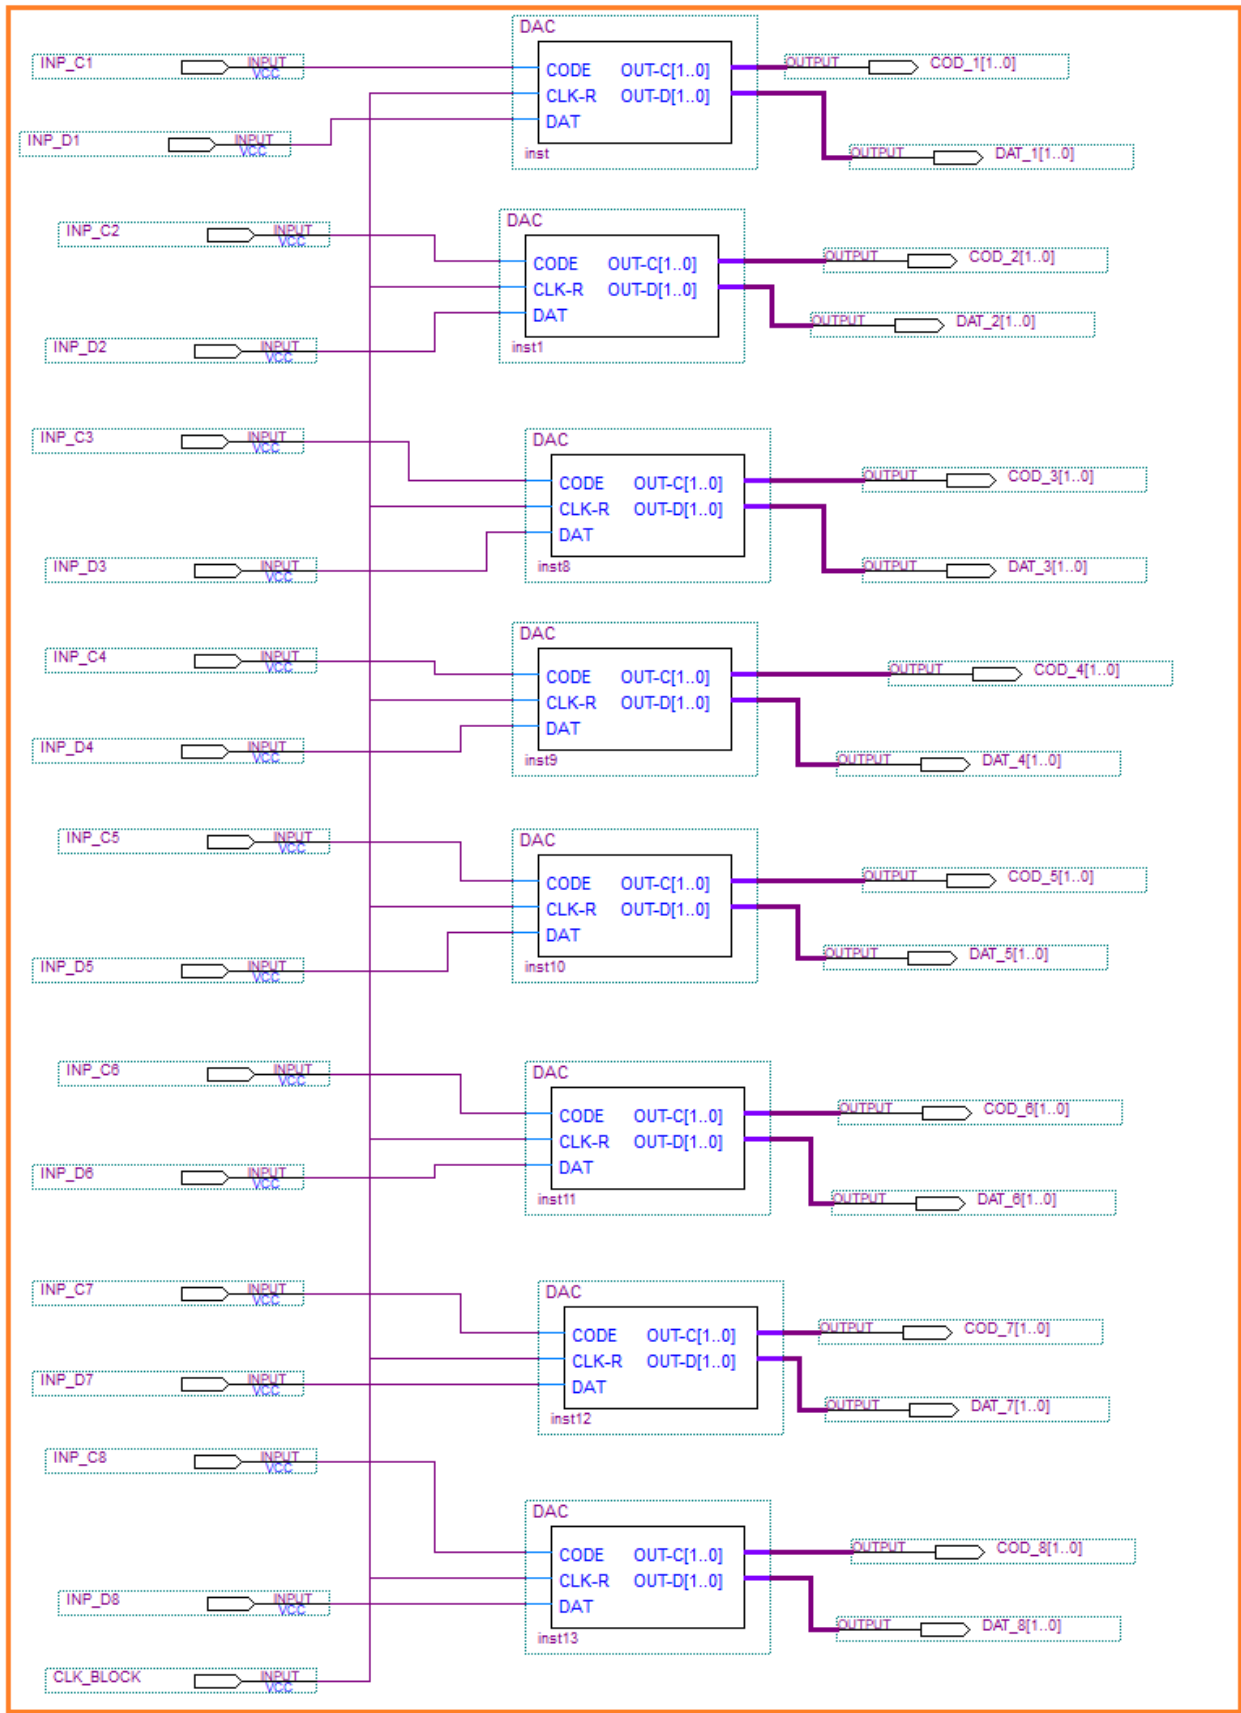 DAC
INP_C1 INPUT VCC CODE OUT-C[1..0] OUTPUT COD_1[1..0]
CLK-R OUT-D[1..0]
INP_D1 INPUT VCC DAT
inst OUTPUT DAT_1[1..0]
DAC
INP_C2 INPUT VCC
CODE OUT-C[1..0] OUTPUT COD_2[1..0]
CLK-R OUT-D[1..0]
DAT OUTPUT DAT_2[1..0]
INP_D2 INPUT VCC inst1
INP_C3 INPUT VCC DAC
CODE OUT-C[1..0] OUTPUT COD_3[1..0]
CLK-R OUT-D[1..0]
DAT
INP_D3 INPUT VCC inst8 OUTPUT DAT_3[1..0]
DAC
INP_C4 INPUT VCC CODE OUT-C[1..0] OUTPUT COD_4[1..0]
CLK-R OUT-D[1..0]
DAT
INP_D4 INPUT VCC inst9 OUTPUT DAT_4[1..0]
INP_C5 INPUT VCC DAC
CODE OUT-C[1..0] OUTPUT COD_5[1..0]
CLK-R OUT-D[1..0]
DAT
INP_D5 INPUT VCC inst10 OUTPUT DAT_5[1..0]
INP_C6 INPUT VCC DAC
CODE OUT-C[1..0] OUTPUT COD_6[1..0]
CLK-R OUT-D[1..0]
INP_D6 INPUT VCC DAT
inst11 OUTPUT DAT_6[1..0]
INP_C7 INPUT VCC DAC
CODE OUT-C[1..0] OUTPUT COD_7[1..0]
CLK-R OUT-D[1..0]
INP_D7 INPUT VCC DAT
inst12 OUTPUT DAT_7[1..0]
INP_C8 INPUT VCC
DAC
CODE OUT-C[1..0] OUTPUT COD_8[1..0]
CLK-R OUT-D[1..0]
INP_D8 INPUT VCC DAT
inst13 OUTPUT DAT_8[1..0]
CLK_BLOCK INPUT VCC